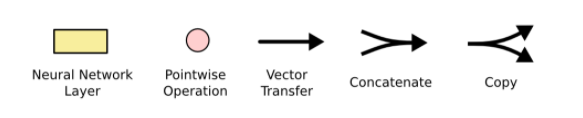 Neural Network
Layer
Pointwise
Operation
Vector
Transfer
Concatenate
Copy